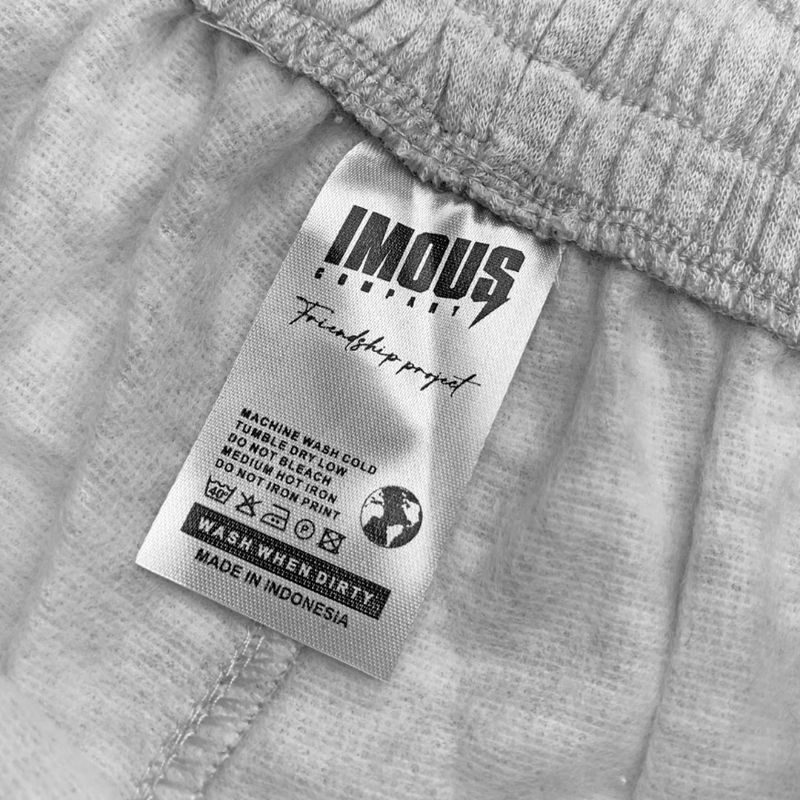 IMOUS
COMPANY
Friendship project
MACHINE WASH COLD
TUMBLE DRY LOW
DO NOT BLEACH
MEDIUM HOT IRON
DO NOT IRON PRINT
40° P
WASH WHEN DIRTY
MADE IN INDONESIA